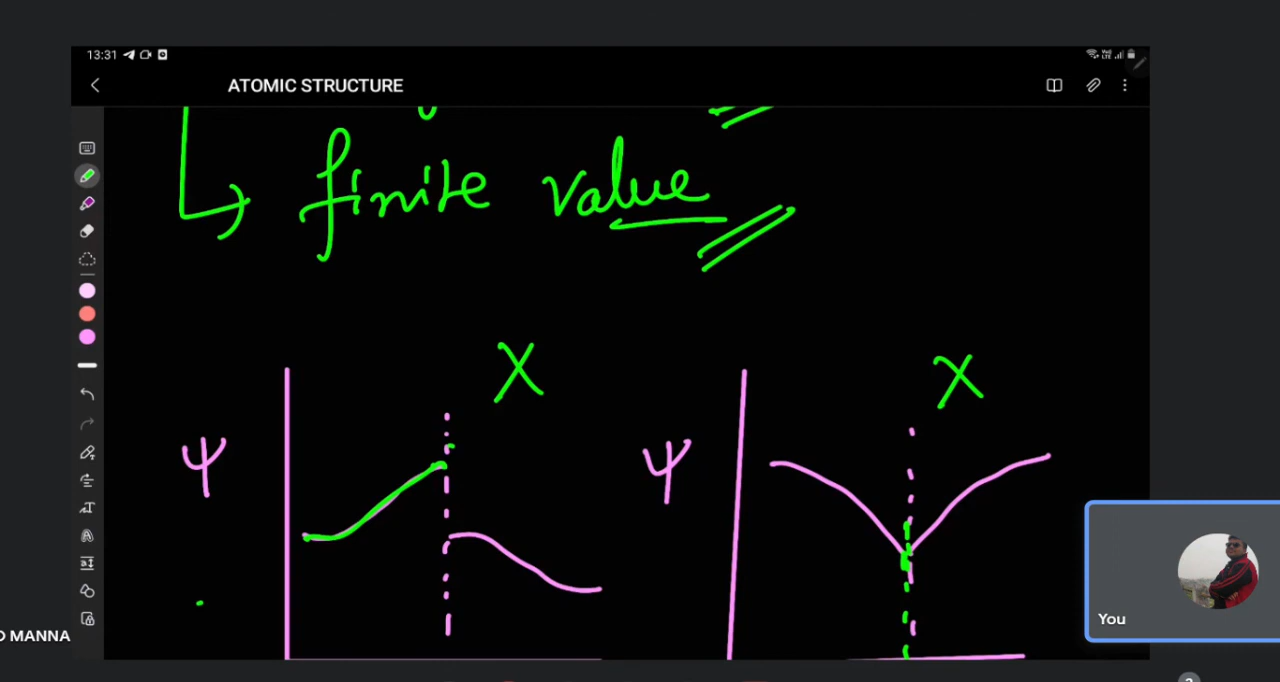 13:31
ATOMIC STRUCTURE
finite value
X X
Ψ Ψ
You
MANNA